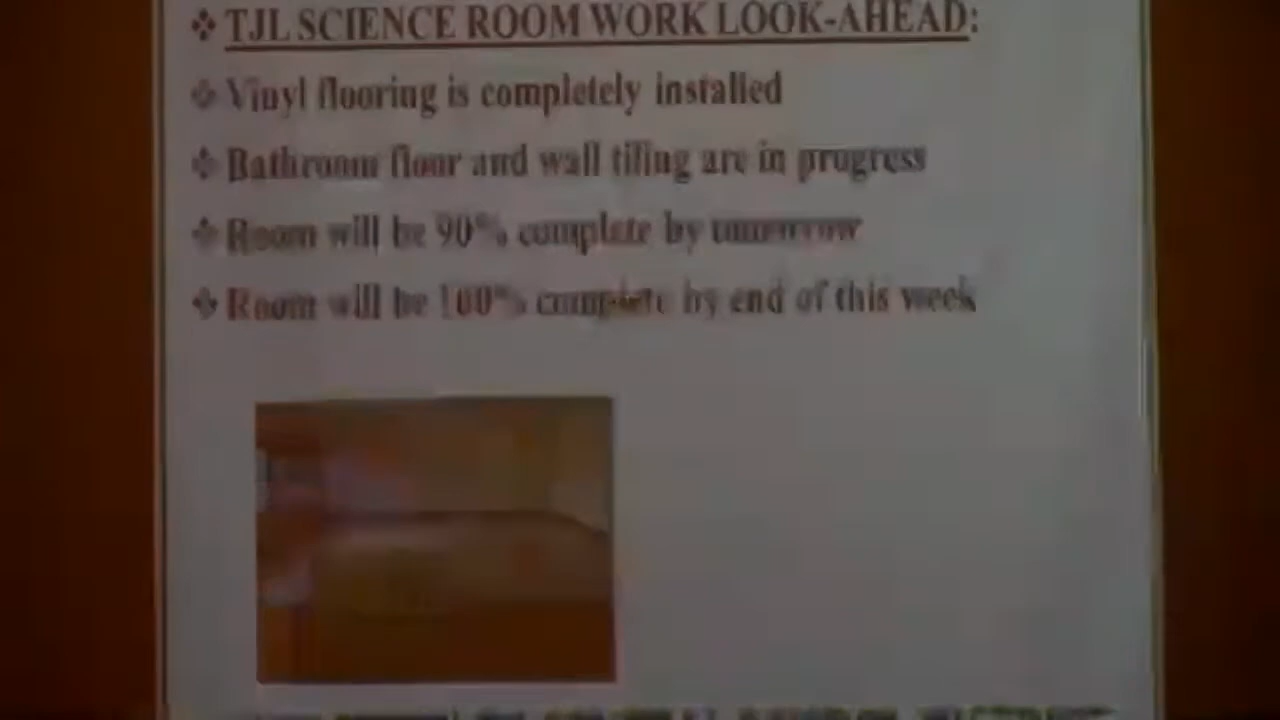 ❖ TJL SCIENCE ROOM WORK LOOK-AHEAD:
❖ Vinyl flooring is completely installed
❖ Bathroom floor and wall tiling are in progress
❖ Room will be 90% complete by tomorrow
❖ Room will be 100% complete by end of this week